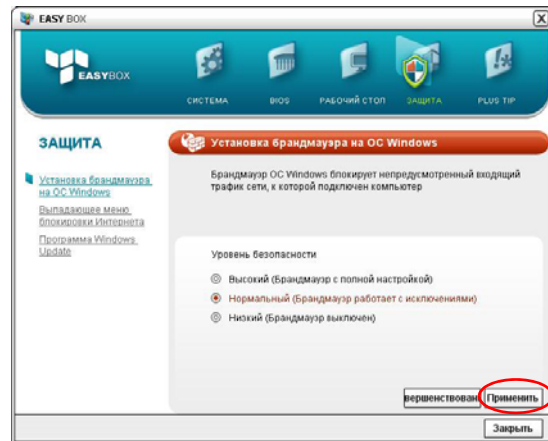 EASY BOX
EASYBOX
СИСТЕМА
BIOS
РАБОЧИЙ СТОЛ
ЗАЩИТА
PLUS TIP
ЗАЩИТА
Установка брандмауэра
на ОС Windows
Выпадающее меню
блокировки Интернета
Программа Windows
Update
Установка брандмауэра на ОС Windows
Брандмауэр ОС Windows блокирует непредусмотренный входящий
трафик сети, к которой подключен компьютер
Уровень безопасности
Высокий (Брандмауэр с полной настройкой)
Нормальный (Брандмауэр работает с исключениями)
Низкий (Брандмауэр выключен)
вершенствован
Применить
Закрыть